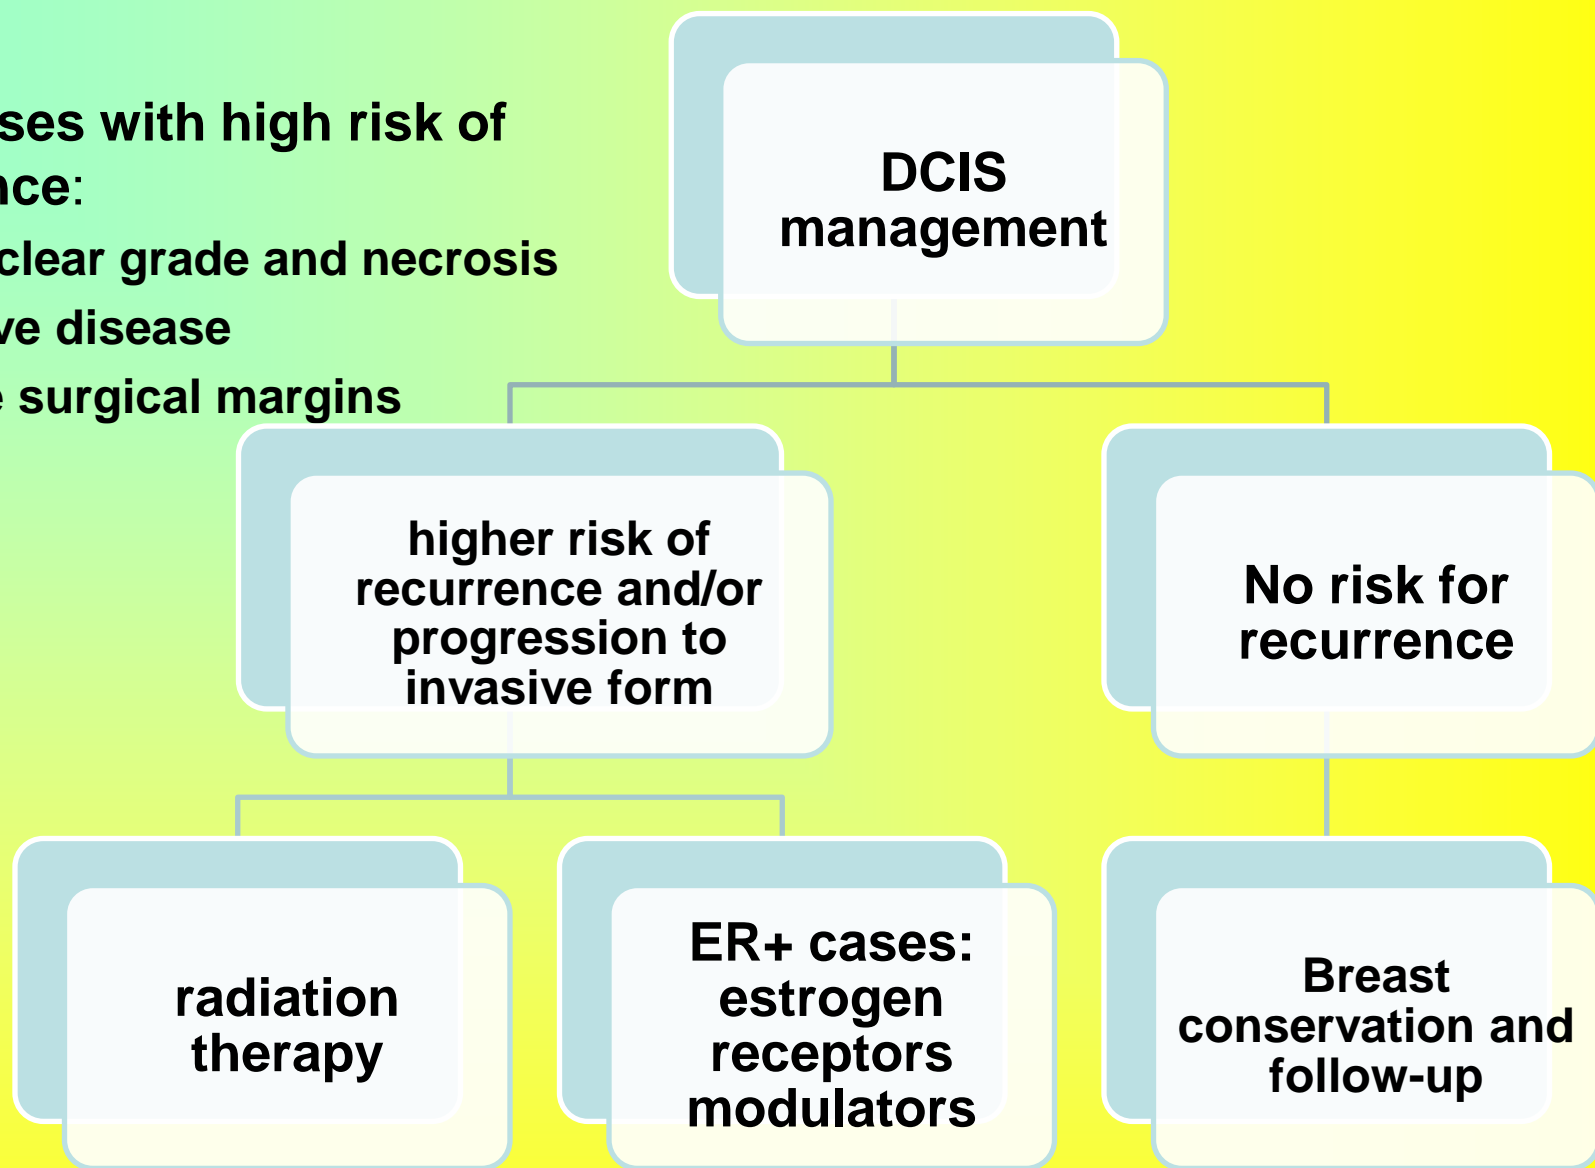 ses with high risk of
nce:
clear grade and necrosis
ve disease
e surgical margins
DCIS
management
higher risk of
recurrence and/or
progression to
invasive form
No risk for
recurrence
radiation
therapy
ER+ cases:
estrogen
receptors
modulators
Breast
conservation and
follow-up